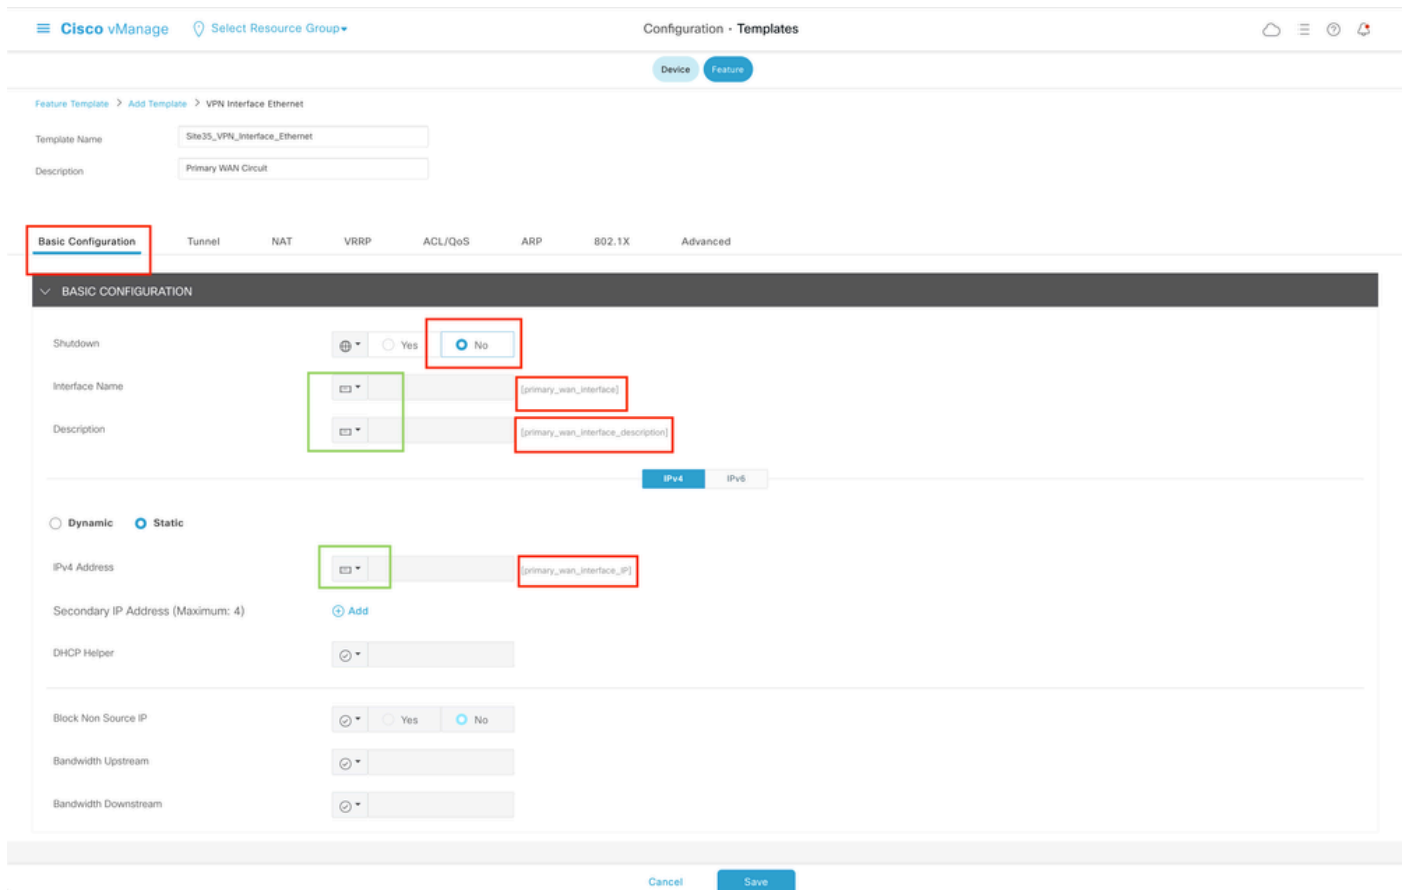 Cisco vManage Select Resource Group Configuration · Templates
Device Feature
Feature Template > Add Template > VPN Interface Ethernet
Template Name Site35_VPN_Interface_Ethernet
Description Primary WAN Circuit
Basic Configuration Tunnel NAT VRRP ACL/QoS ARP 802.1X Advanced
BASIC CONFIGURATION
Shutdown Yes No
Interface Name [primary_wan_interface]
Description [primary_wan_interface_description]
IPv4 IPv6
Dynamic Static
IPv4 Address [primary_wan_interface_IP]
Secondary IP Address (Maximum: 4) Add
DHCP Helper
Block Non Source IP Yes No
Bandwidth Upstream
Bandwidth Downstream
Cancel Save